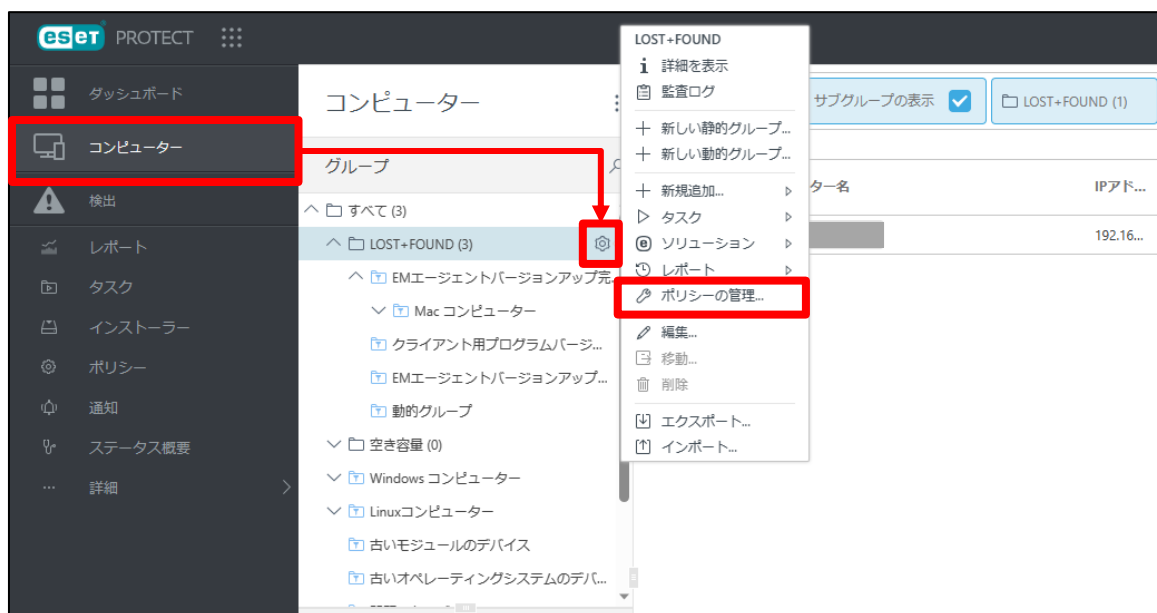 eset PROTECT
ダッシュボード
コンピューター
検出
レポート
タスク
インストーラー
ポリシー
通知
ステータス概要
詳細
コンピューター
グループ
すべて (3)
LOST+FOUND (3)
EMエージェントバージョンアップ完...
Mac コンピューター
クライアント用プログラムバージ...
EMエージェントバージョンアップ...
動的グループ
空き容量 (0)
Windows コンピューター
Linuxコンピューター
古いモジュールのデバイス
古いオペレーティングシステムのデバ...
LOST+FOUND
詳細を表示
監査ログ
新しい静的グループ...
新しい動的グループ...
新規追加...
タスク
ソリューション
レポート
ポリシーの管理...
編集...
移動...
削除
エクスポート...
インポート...
サブグループの表示
LOST+FOUND (1)
ター名
IPアド...
192.16...